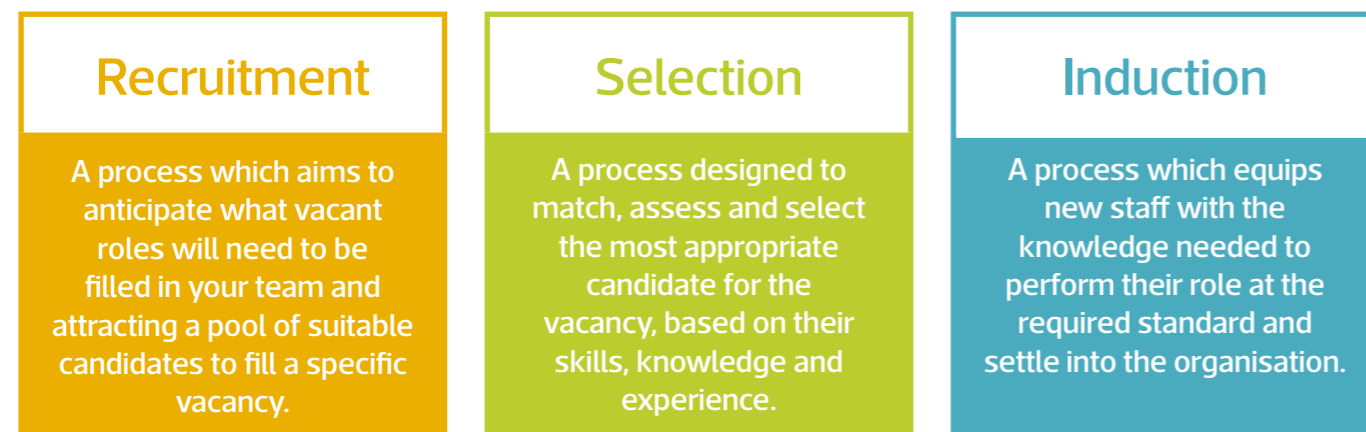 Recruitment
A process which aims to
anticipate what vacant
roles will need to be
filled in your team and
attracting a pool of suitable
candidates to fill a specific
vacancy.
Selection
A process designed to
match, assess and select
the most appropriate
candidate for the
vacancy, based on their
skills, knowledge and
experience.
Induction
A process which equips
new staff with the
knowledge needed to
perform their role at the
required standard and
settle into the organisation.